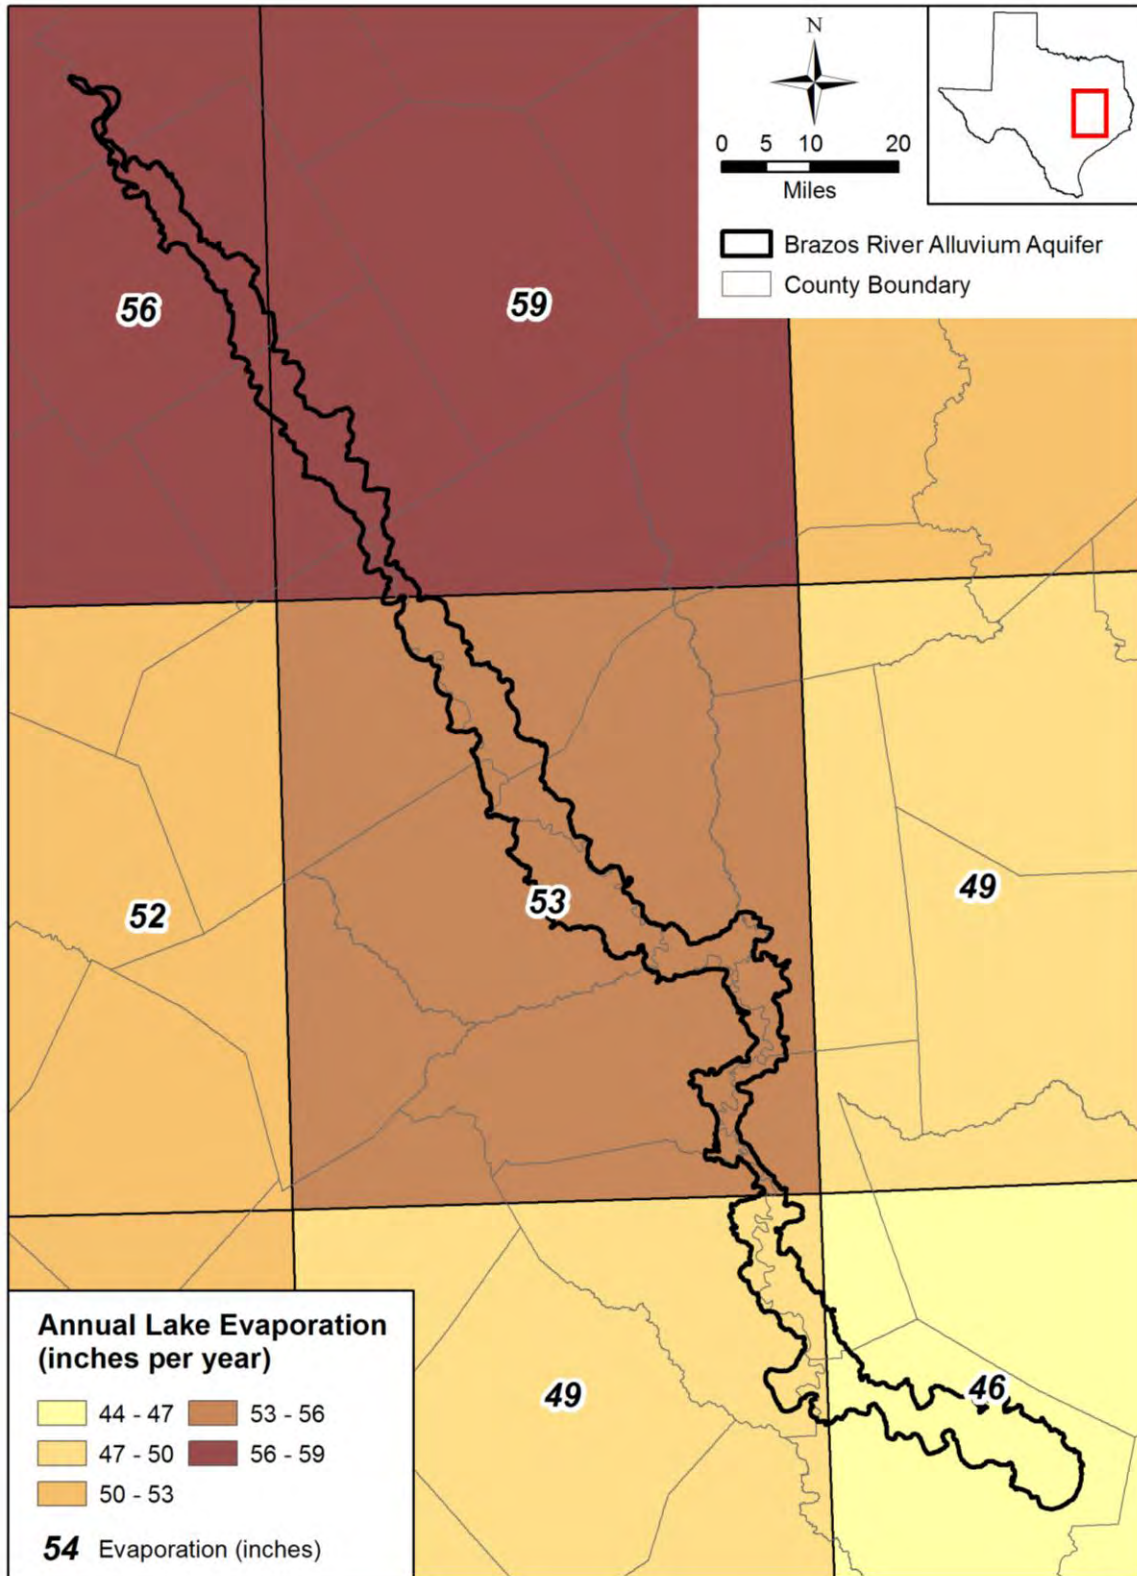 N
0 5 10 20
Miles
Brazos River Alluvium Aquifer
County Boundary
56
59
52
53
49
49
46
Annual Lake Evaporation
(inches per year)
44 - 47
53 - 56
47 - 50
56 - 59
50 - 53
54 Evaporation (inches)